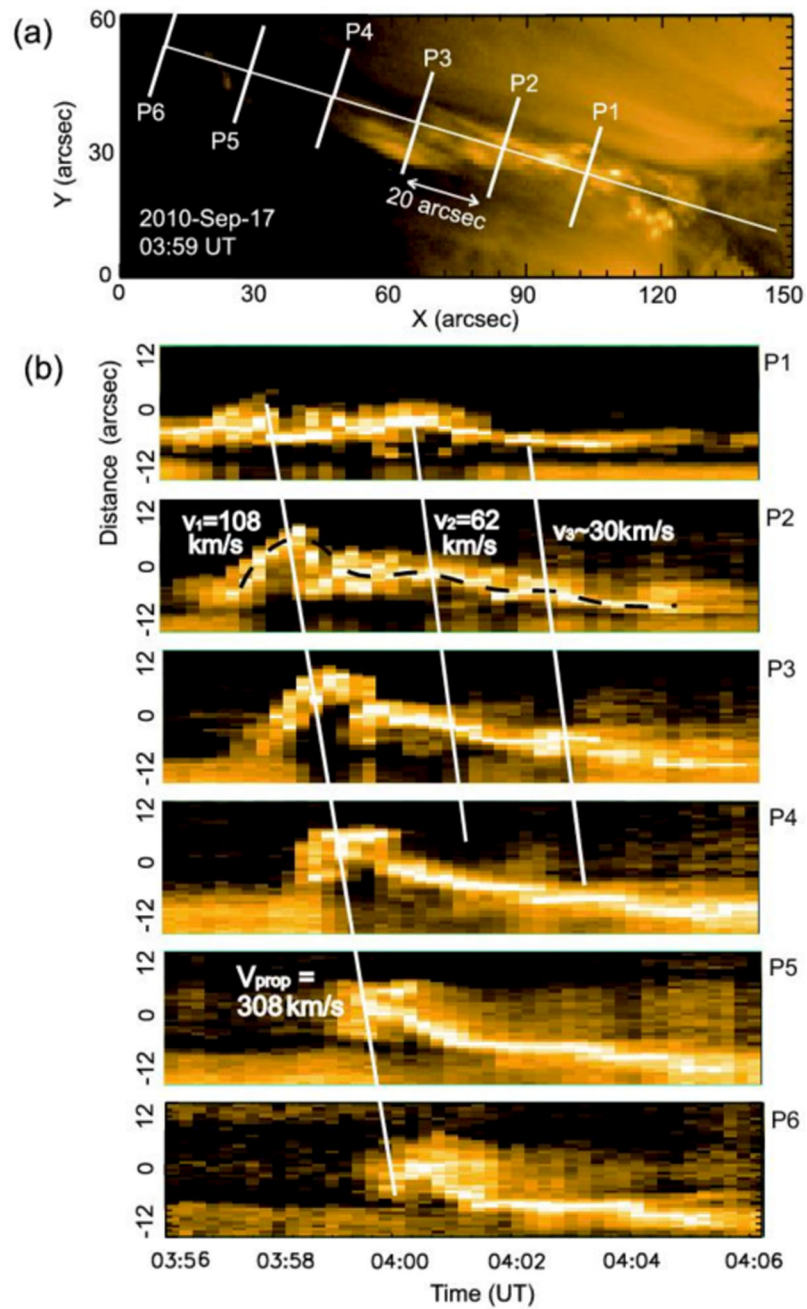 (a)
60
30
0
Y (arcsec)
P6
P5
P4
P3
P2
P1
20 arcsec
2010-Sep-17
03:59 UT
0
30
60
90
120
150
X (arcsec)
(b)
Distance (arcsec)
12
0
-12
P1
12
0
-12
v₁=108
km/s
v₂=62
km/s
v₃~30km/s
P2
12
0
-12
P3
12
0
-12
P4
12
0
-12
Vprop =
308 km/s
P5
12
0
-12
P6
03:56
03:58
04:00
04:02
04:04
04:06
Time (UT)